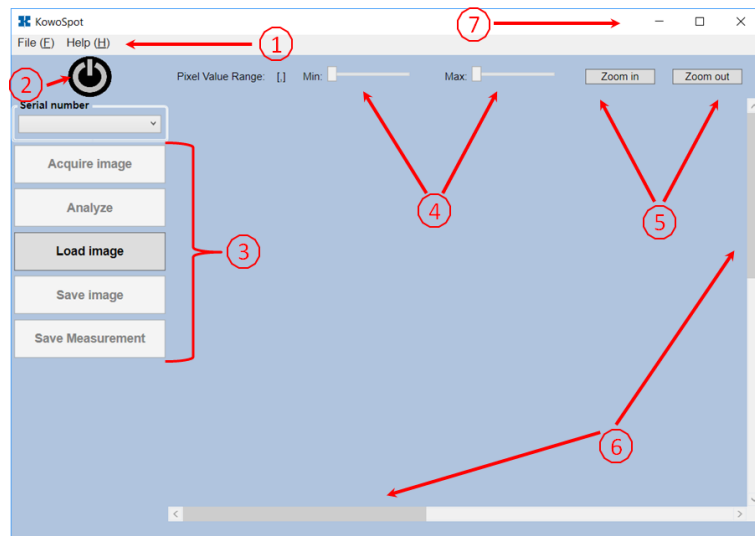 KowoSpot
7
File (F) Help (H)
1
2
Pixel Value Range: [,] Min: Max: Zoom in Zoom out
Serial number
Acquire image
Analyze
4
5
3
Load image
Save image
Save Measurement
6